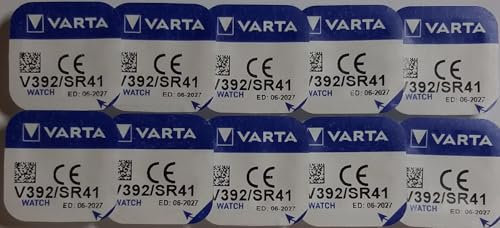 VARTA VARTA VARTA VARTA VARTA
CE CE CE CE CE
V392/SR41 V392/SR41 V392/SR41 V392/SR41 V392/SR41
WATCH ED: 06-2027 WATCH ED: 06-2027 WATCH ED: 06-2027 WATCH ED: 06-2027 WATCH ED: 06-2027
VARTA VARTA VARTA VARTA VARTA
CE CE CE CE CE
V392/SR41 V392/SR41 V392/SR41 V392/SR41 V392/SR41
WATCH ED: 06-2027 WATCH ED: 06-2027 WATCH ED: 06-2027 WATCH ED: 06-2027 WATCH ED: 06-2027